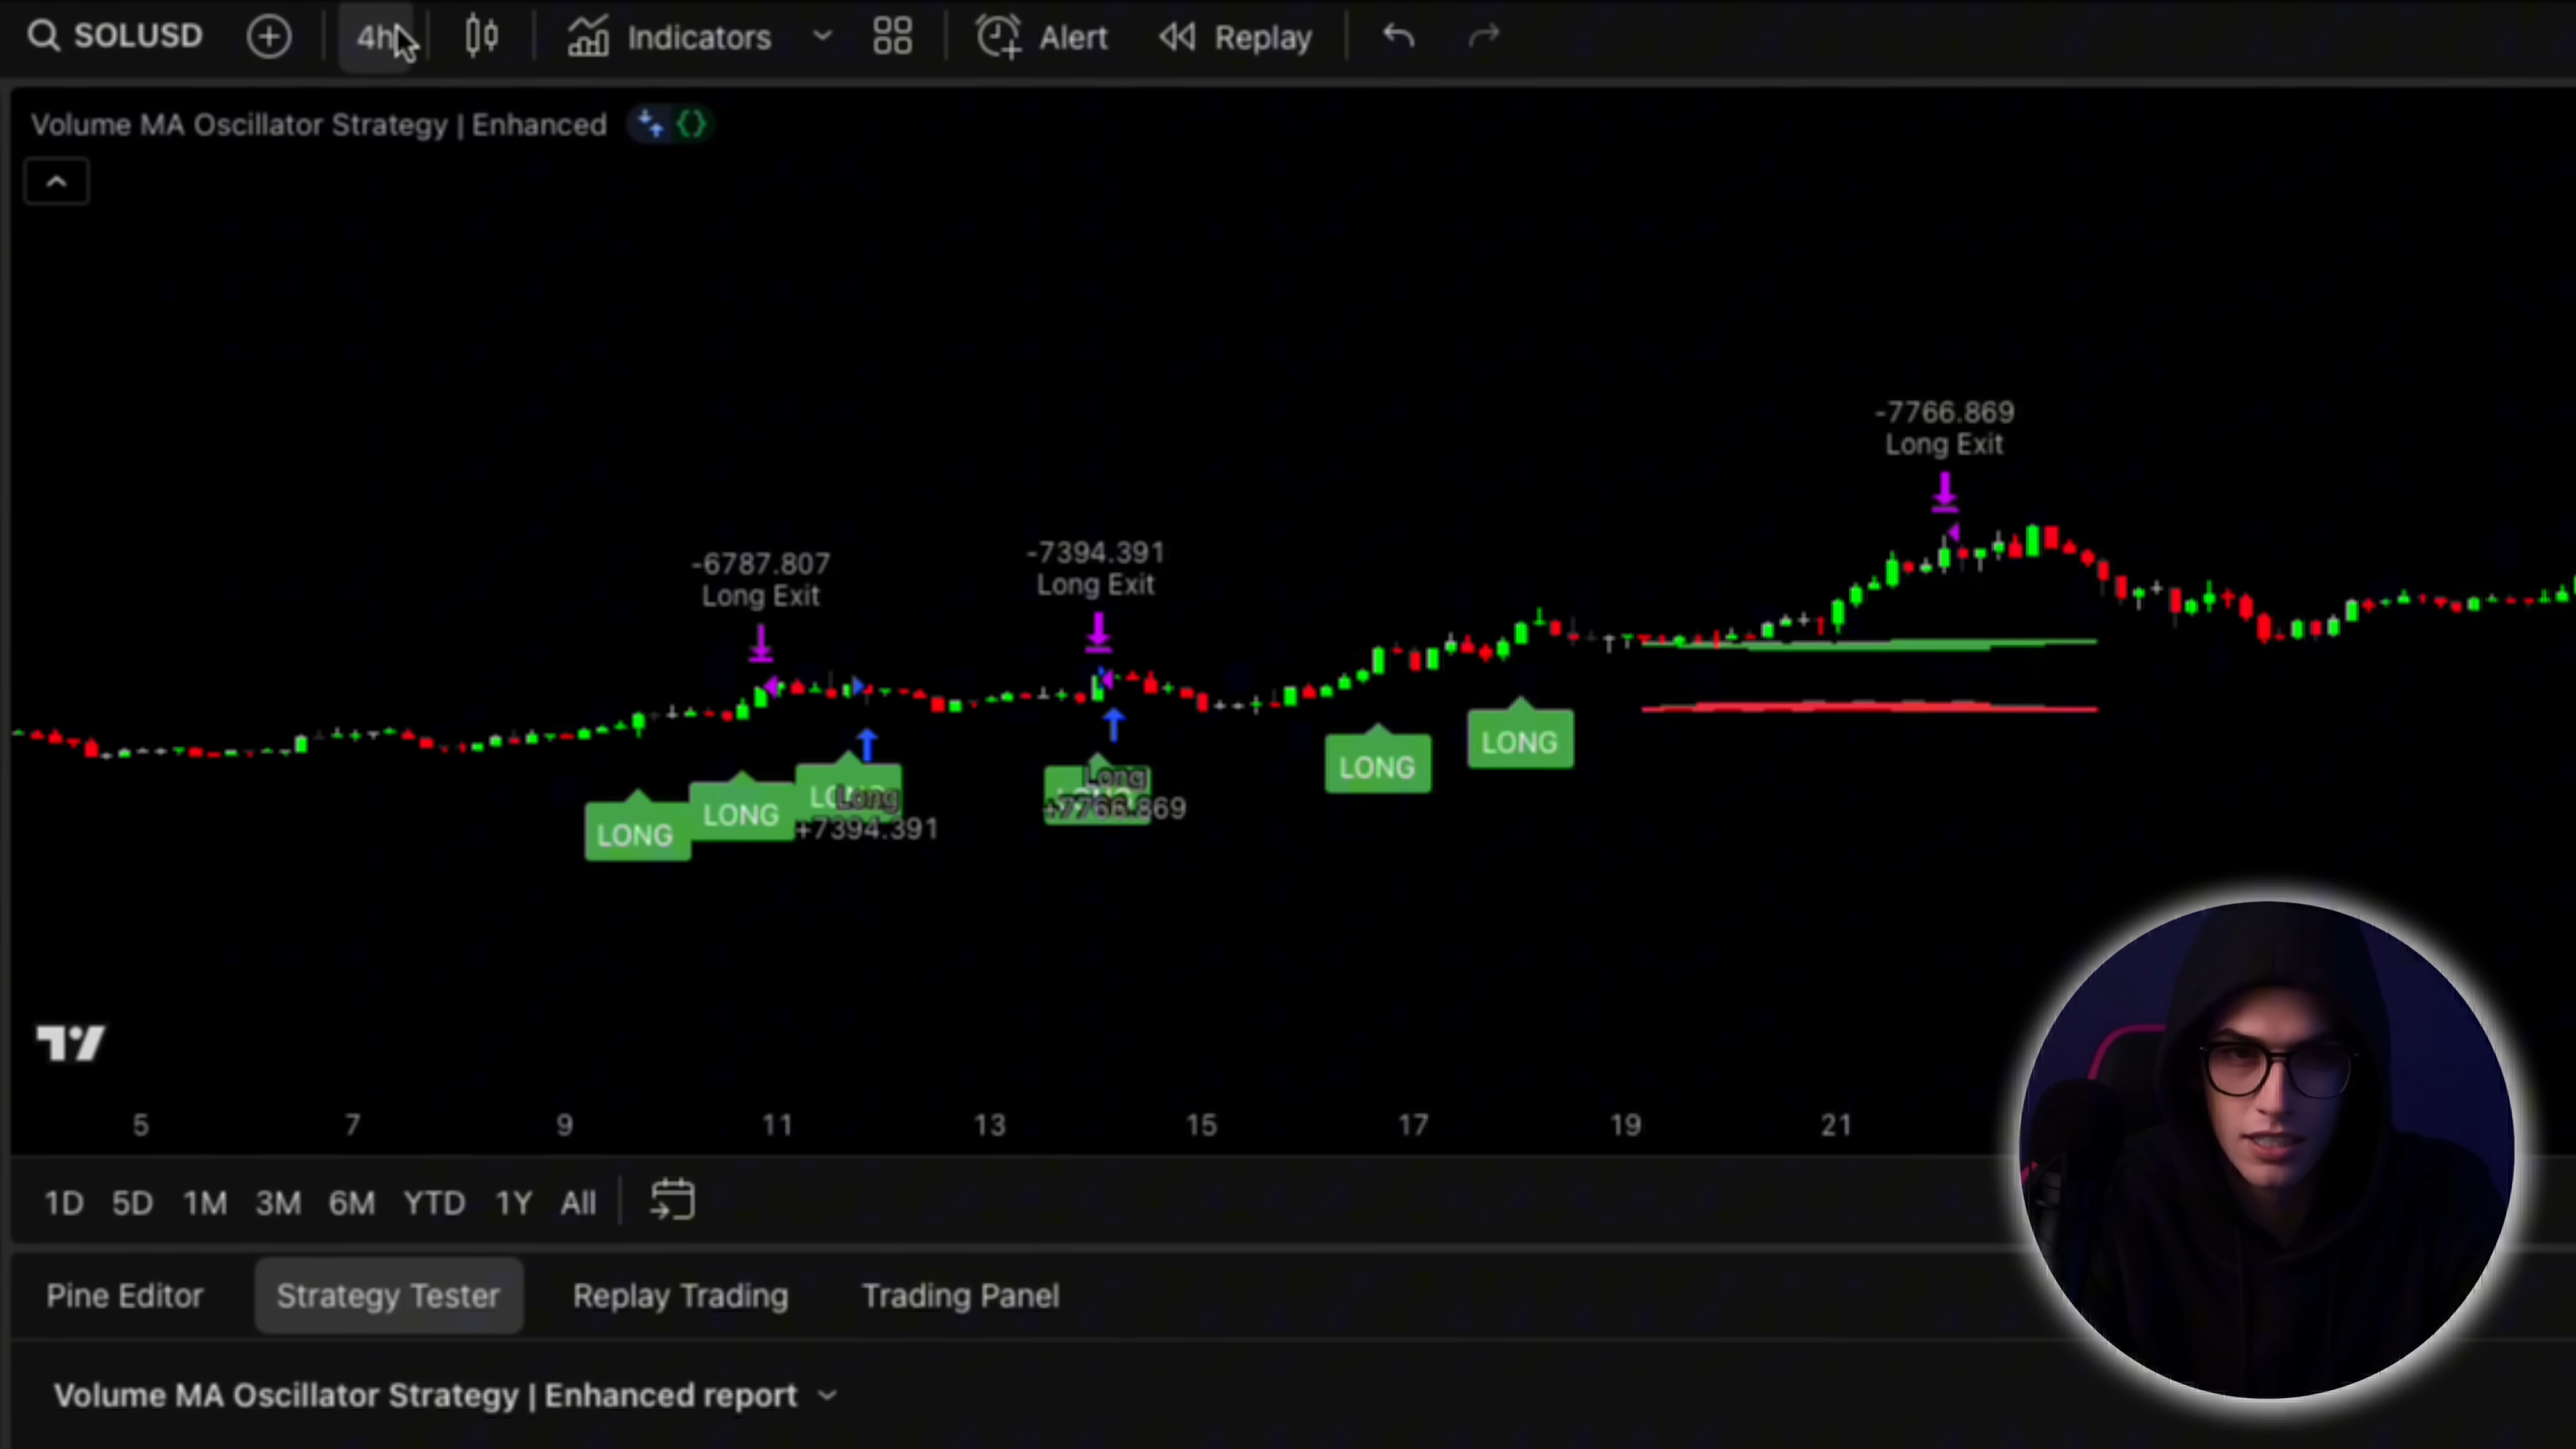 SOLUSD
4h
Indicators
Alert
Replay
Volume MA Oscillator Strategy | Enhanced
-7766.869
Long Exit
-7394.391
Long Exit
-6787.807
Long Exit
LONG
LONG
Long
+7394.391
Long
+7766.869
LONG
LONG
5 7 9 11 13 15 17 19 21
1D 5D 1M 3M 6M YTD 1Y All
Pine Editor
Strategy Tester
Replay Trading
Trading Panel
Volume MA Oscillator Strategy | Enhanced report